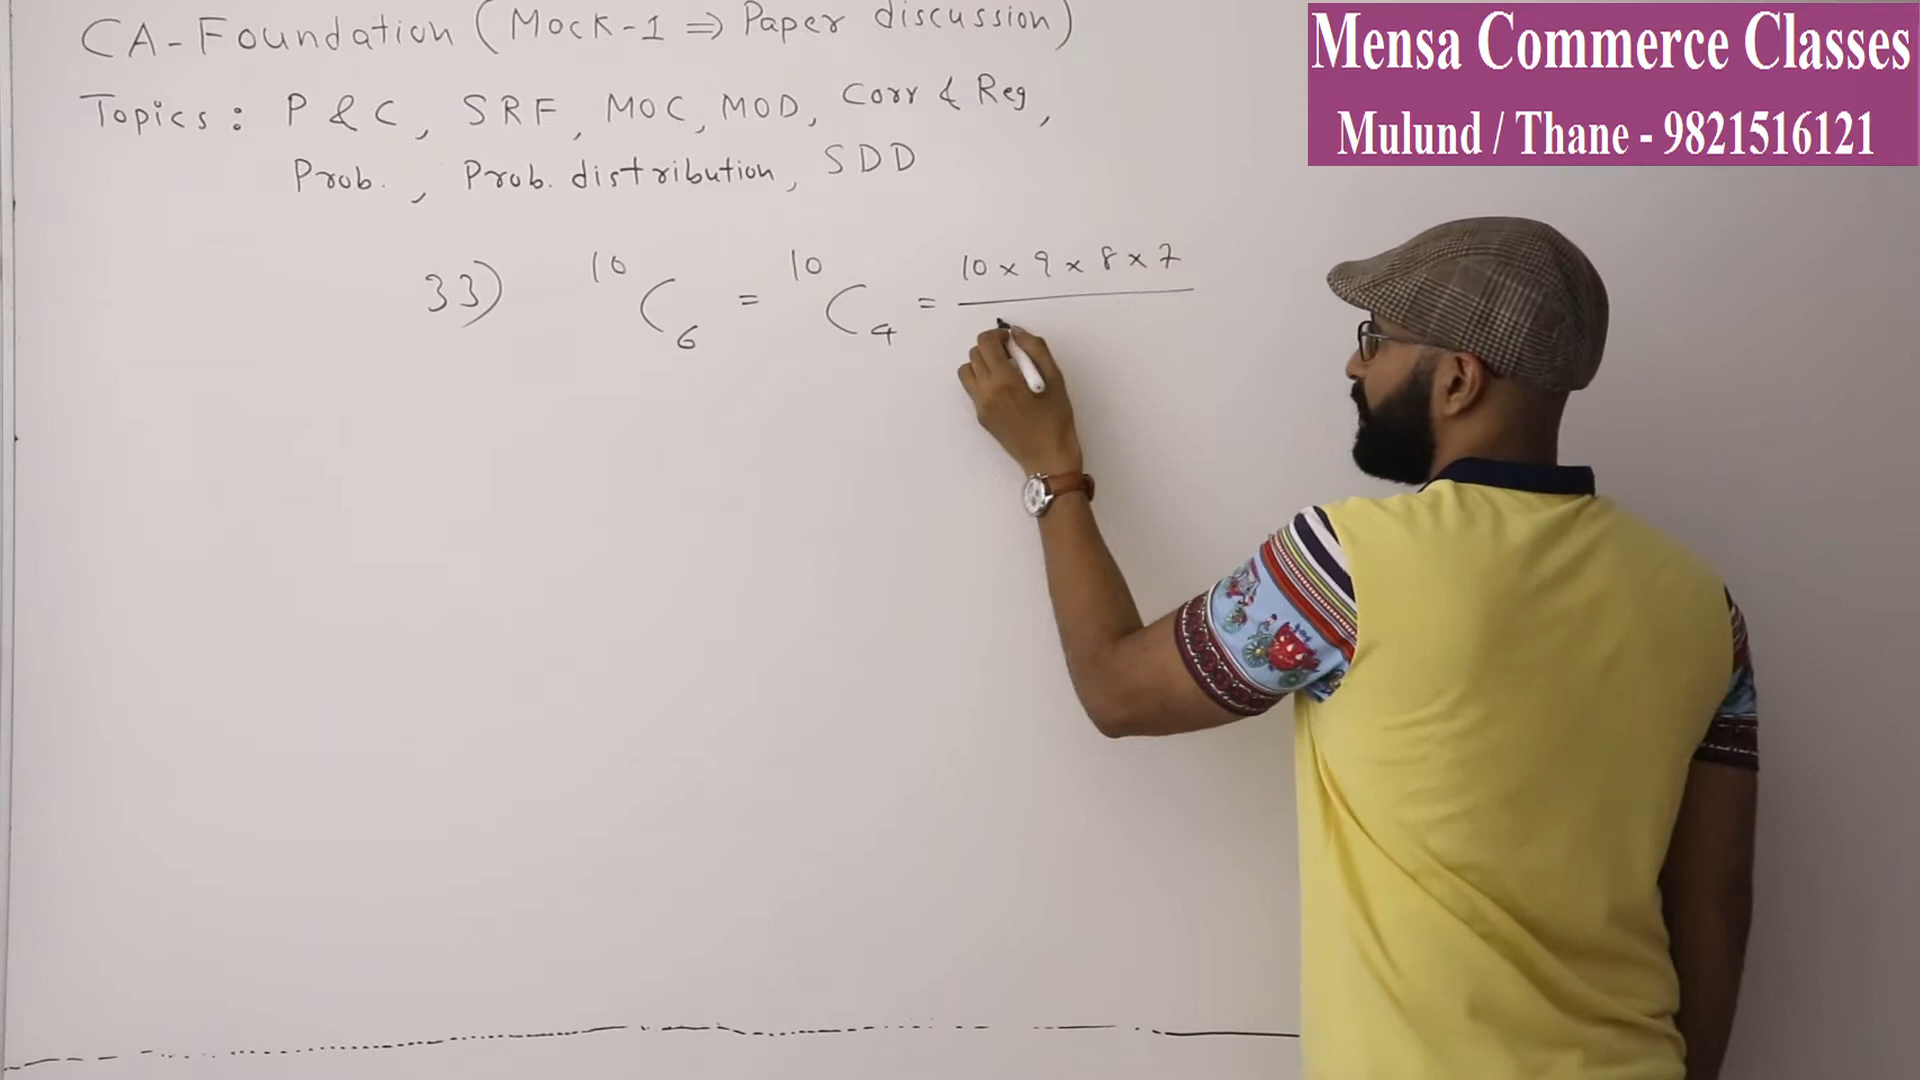 CA-Foundation (Mock-1 ⇒ Paper discussion)
Topics : P & C, SRF, MOC, MOD, Corr & Reg,
Prob., Prob. distribution, SDD
33) ¹⁰C₆ = ¹⁰C₄ = 10 × 9 × 8 × 7
Mensa Commerce Classes
Mulund / Thane - 9821516121